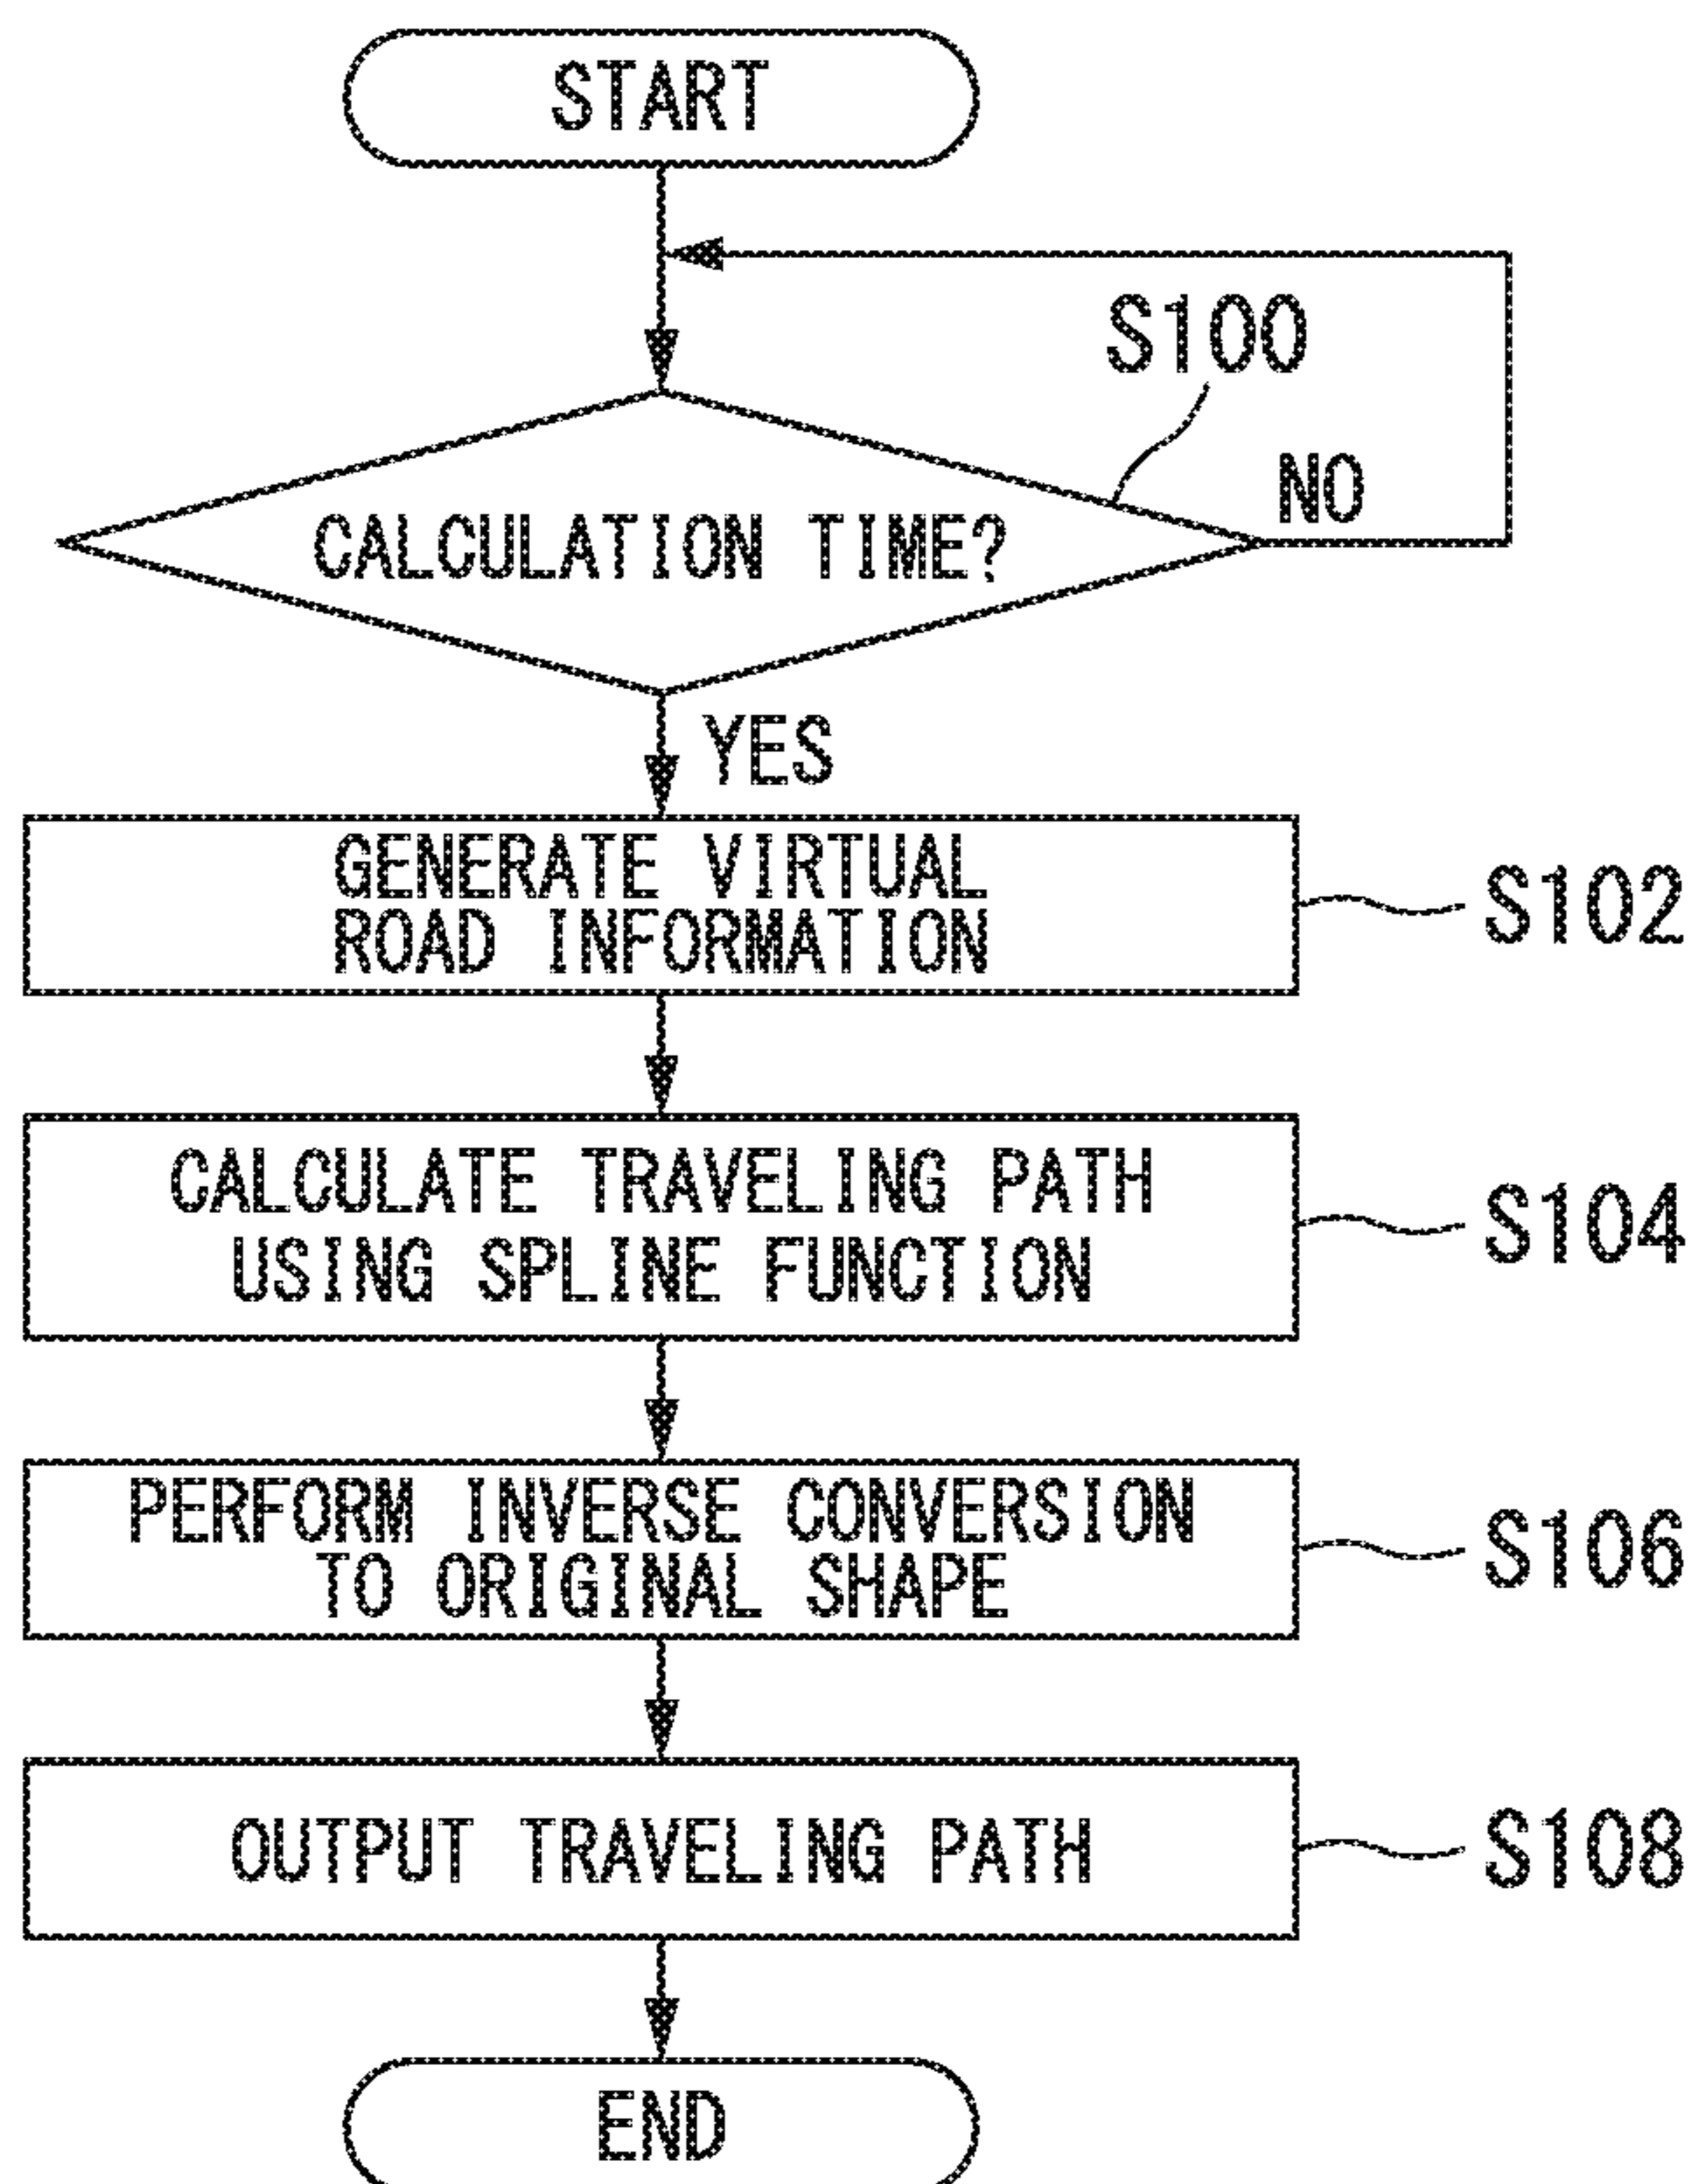 START
S100
NO
CALCULATION TIME?
YES
GENERATE VIRTUAL
ROAD INFORMATION
S102
CALCULATE TRAVELING PATH
USING SPLINE FUNCTION
S104
PERFORM INVERSE CONVERSION
TO ORIGINAL SHAPE
S106
OUTPUT TRAVELING PATH
S108
END